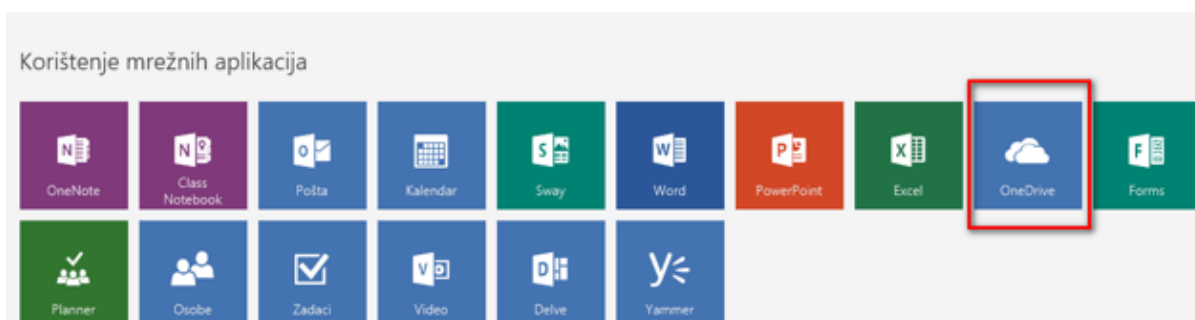 Korištenje mrežnih aplikacija
N
OneNote
N
Class
Notebook
o
Pošta
Kalendar
S
Sway
W
Word
P
PowerPoint
X
Excel
OneDrive
F
Forms
Planner
Osobe
Zadaci
V
Video
D
Delve
Yammer